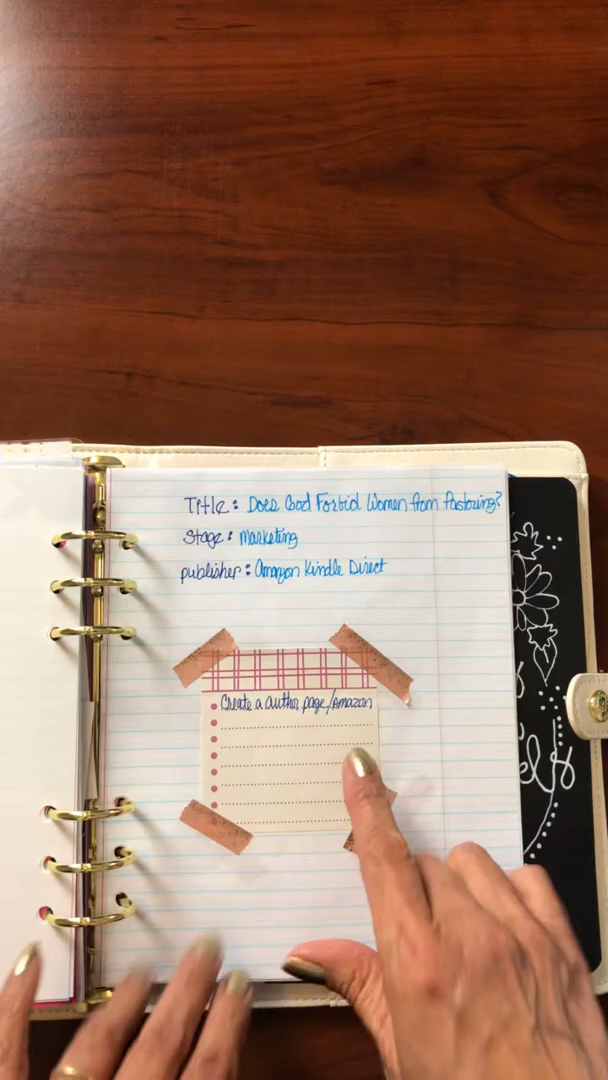 Title: Does God Forbid Women from Pastoring?
Stage: Marketing
publisher: Amazon Kindle Direct
Create a author page/Amazon